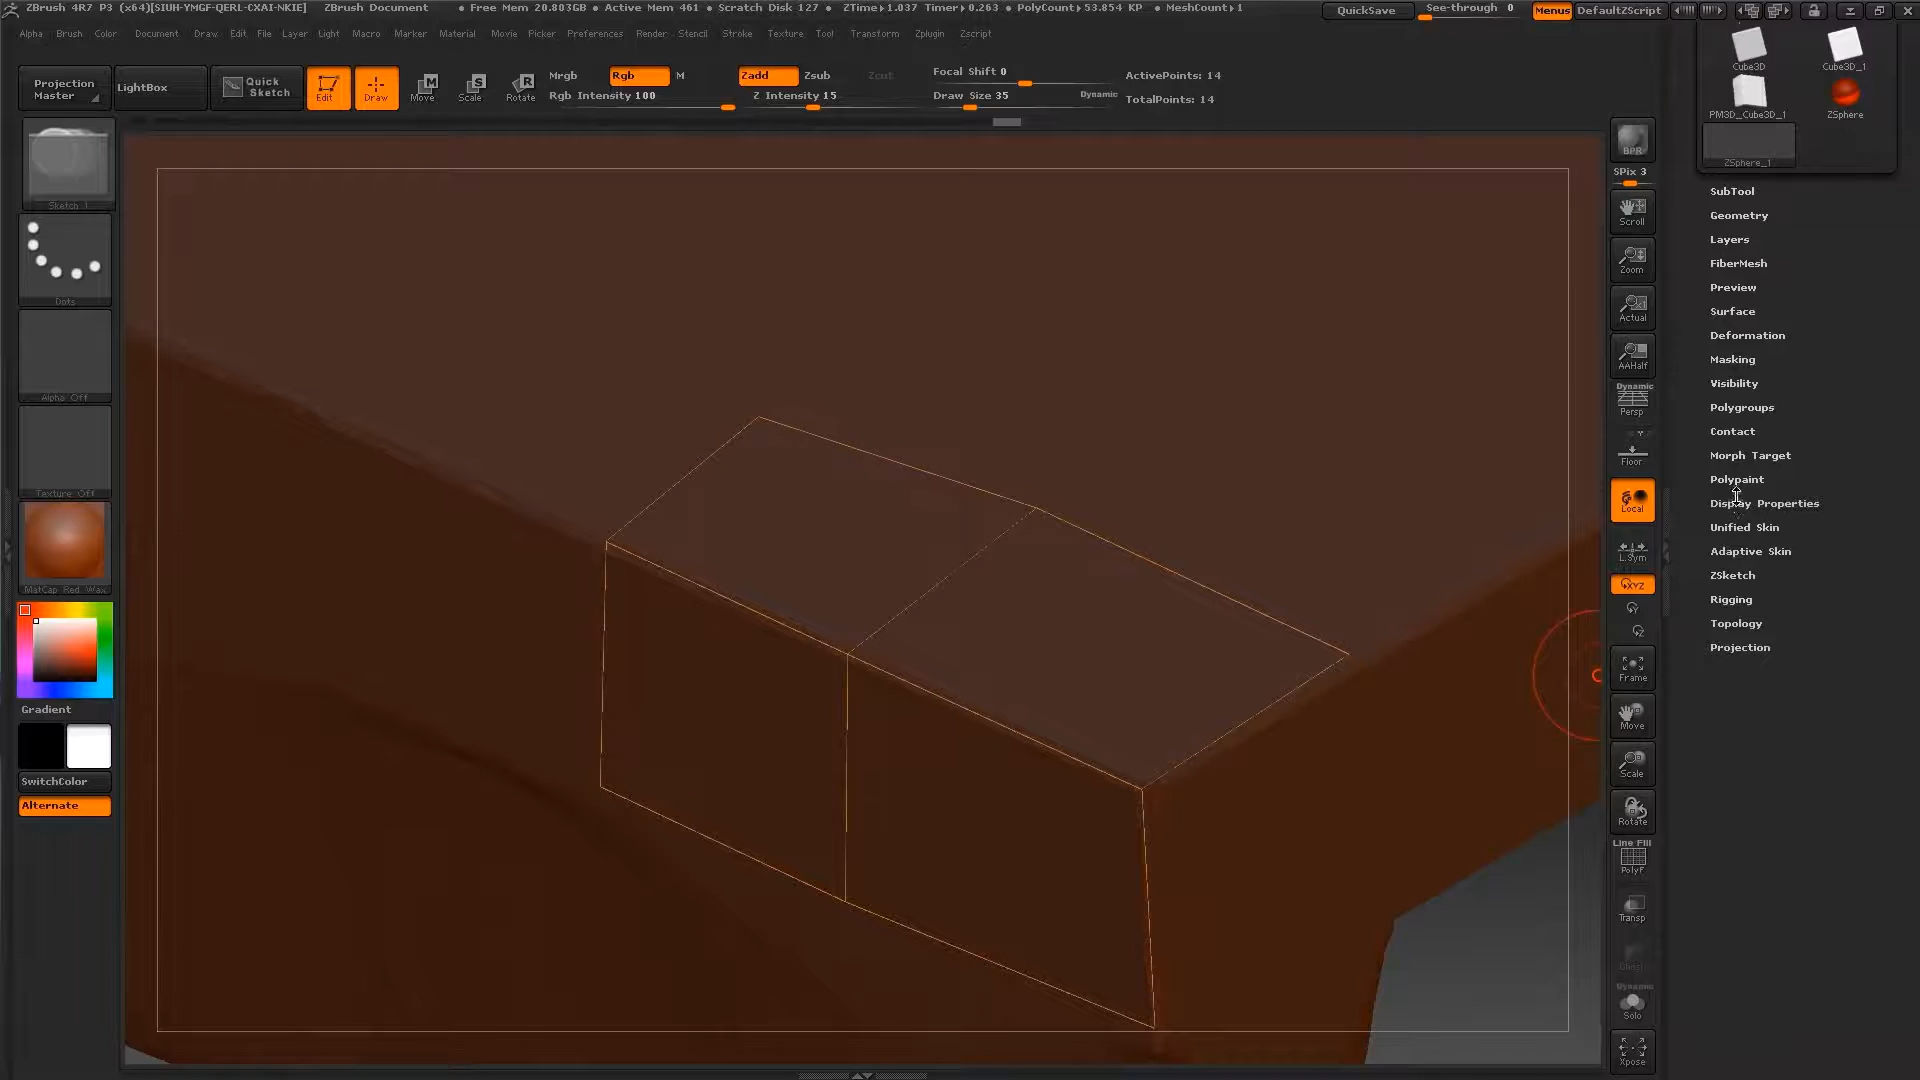 ZBrush 4R7 P3 (x64)[SIUH-YMGF-QERL-CXAI-NKIE] ZBrush Document • Free Mem 20.803GB • Active Mem 461 • Scratch Disk 127 • ZTime▸1.037 Timer▸0.263 • PolyCount▸53.854 KP • MeshCount▸1 QuickSave See-through 0 Menus DefaultZScript
Alpha Brush Color Document Draw Edit File Layer Light Macro Marker Material Movie Picker Preferences Render Stencil Stroke Texture Tool Transform Zplugin Zscript
Projection Master
LightBox
Quick Sketch
Edit
Draw
Move
Scale
Rotate
Mrgb Rgb M
Rgb Intensity 100
Zadd Zsub Zcut
Z Intensity 15
Focal Shift 0
Draw Size 35 Dynamic
ActivePoints: 14
TotalPoints: 14
Sketch 1
Dots
Alpha Off
Texture Off
MatCap Red Wax
Gradient
SwitchColor
Alternate
BPR
SPix 3
Scroll
Zoom
Actual
AAHalf
Dynamic
Persp
Floor
Local
L.Sym
XYZ
Y
Z
Frame
Move
Scale
Rotate
Line Fill
PolyF
Transp
Ghost
Dynamic
Solo
Xpose
Cube3D Cube3D_1
PM3D_Cube3D_1 ZSphere
ZSphere_1
SubTool
Geometry
Layers
FiberMesh
Preview
Surface
Deformation
Masking
Visibility
Polygroups
Contact
Morph Target
Polypaint
Display Properties
Unified Skin
Adaptive Skin
ZSketch
Rigging
Topology
Projection